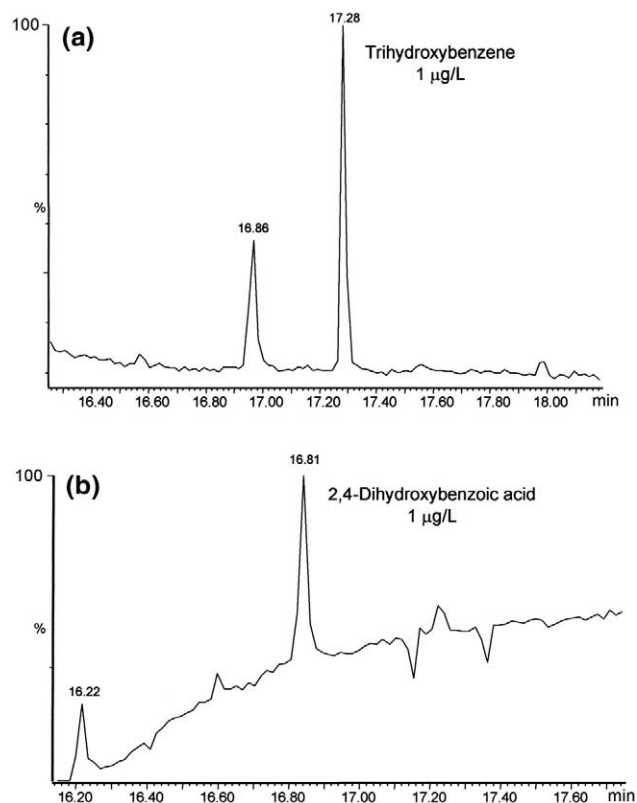 100
(a)
17.28
Trihydroxybenzene
1 µg/L
%
16.86
16.40 16.60 16.80 17.00 17.20 17.40 17.60 17.80 18.00 min
100
(b)
16.81
2,4-Dihydroxybenzoic acid
1 µg/L
%
16.22
16.20 16.40 16.60 16.80 17.00 17.20 17.40 17.60 min